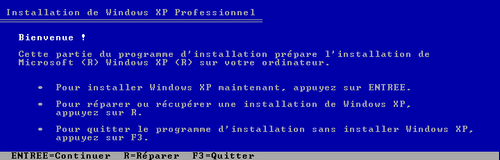 Installation de Windows XP Professionnel
Bienvenue !
Cette partie du programme d'installation prépare l'installation de
Microsoft (R) Windows XP (R) sur votre ordinateur.
• Pour installer Windows XP maintenant, appuyez sur ENTREE.
• Pour réparer ou récupérer une installation de Windows XP,
appuyez sur R.
• Pour quitter le programme d'installation sans installer Windows XP,
appuyez sur F3.
ENTREE=Continuer R=Réparer F3=Quitter